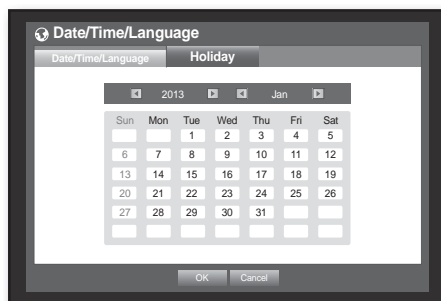 Date/Time/Language
Date/Time/Language Holiday
2013 Jan
Sun Mon Tue Wed Thu Fri Sat
1 2 3 4 5
6 7 8 9 10 11 12
13 14 15 16 17 18 19
20 21 22 23 24 25 26
27 28 29 30 31
OK Cancel